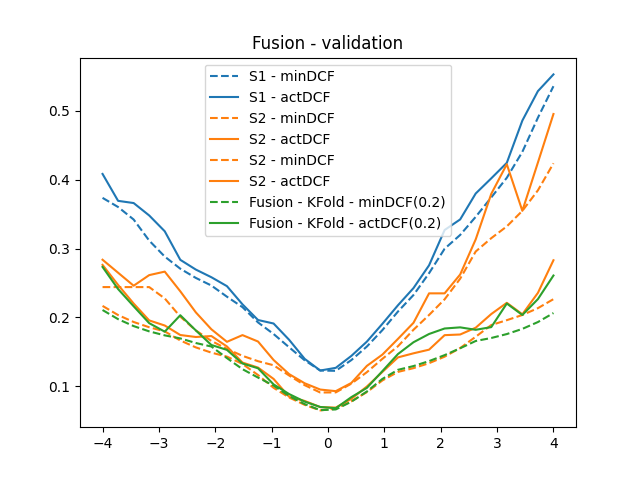 Fusion - validation
S1 - minDCF
S1 - actDCF
S2 - minDCF
S2 - actDCF
S2 - minDCF
S2 - actDCF
Fusion - KFold - minDCF(0.2)
Fusion - KFold - actDCF(0.2)
0.5
0.4
0.3
0.2
0.1
−4 −3 −2 −1 0 1 2 3 4